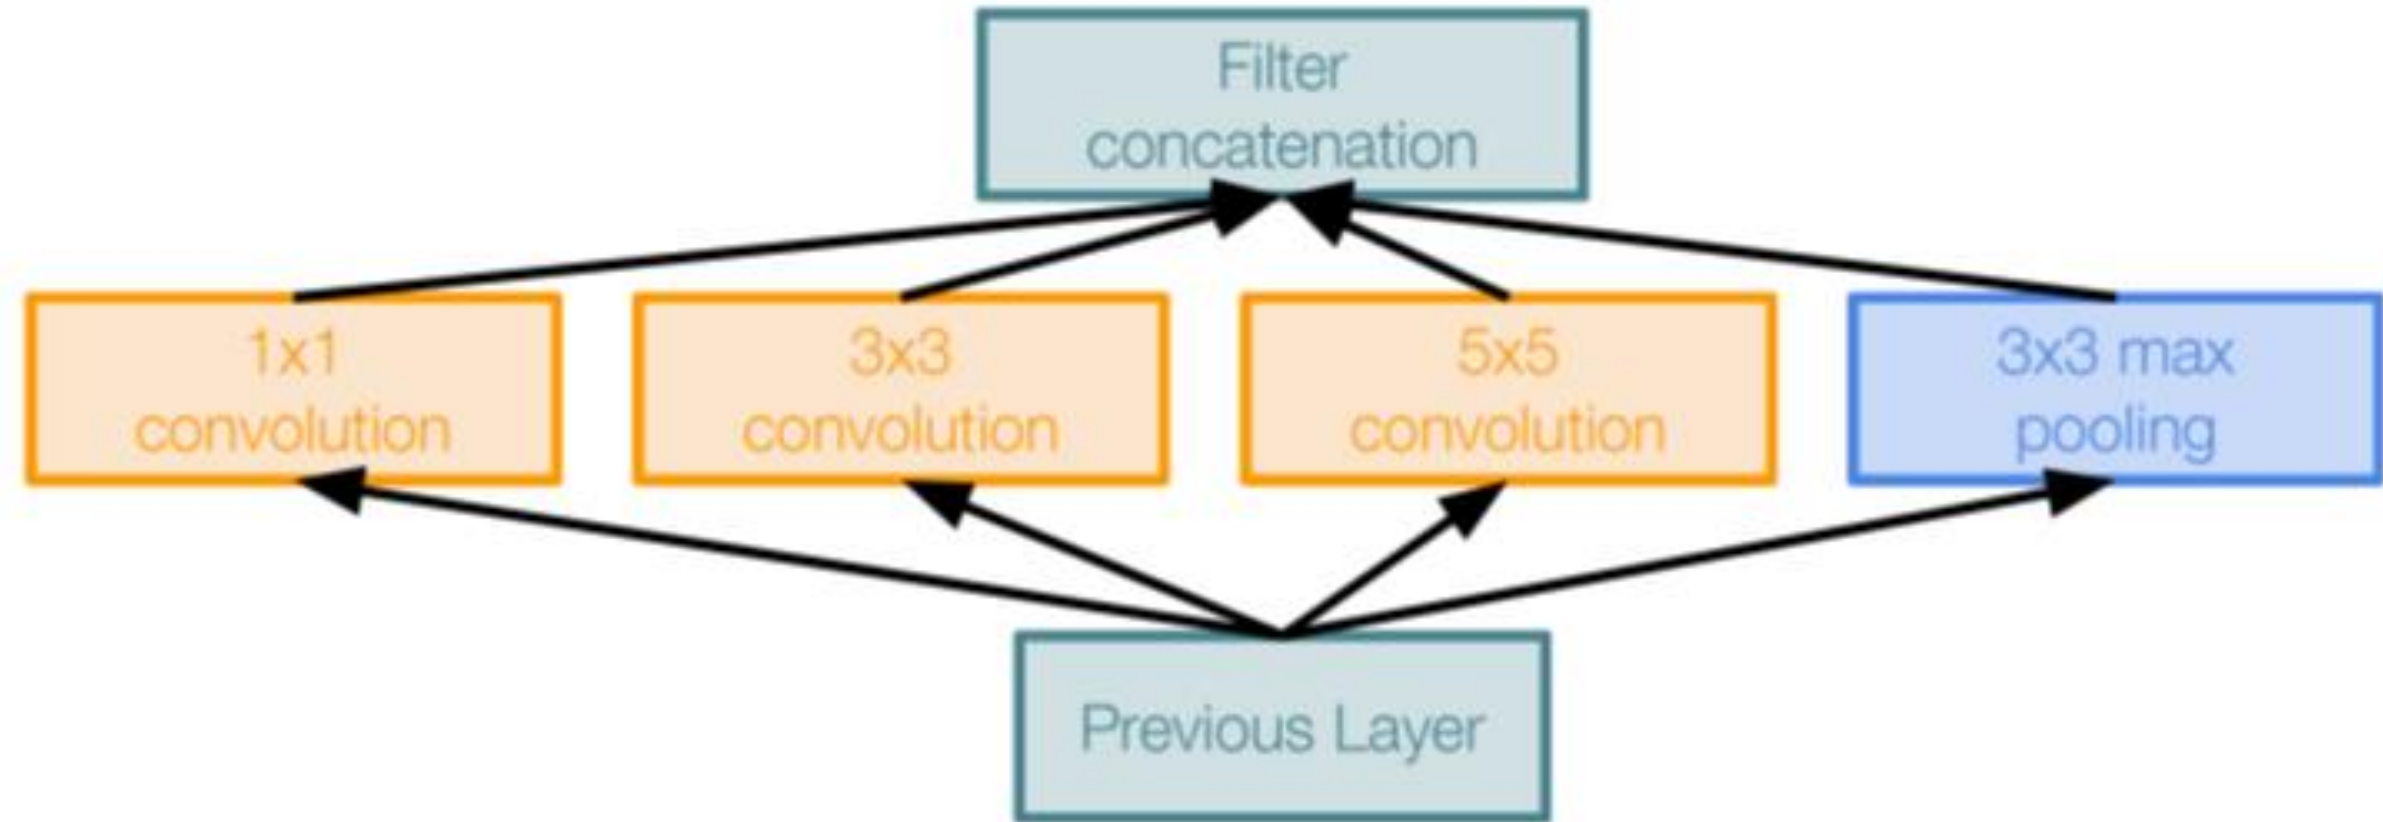 Filter
concatenation
1x1
convolution
3x3
convolution
5x5
convolution
3x3 max
pooling
Previous Layer